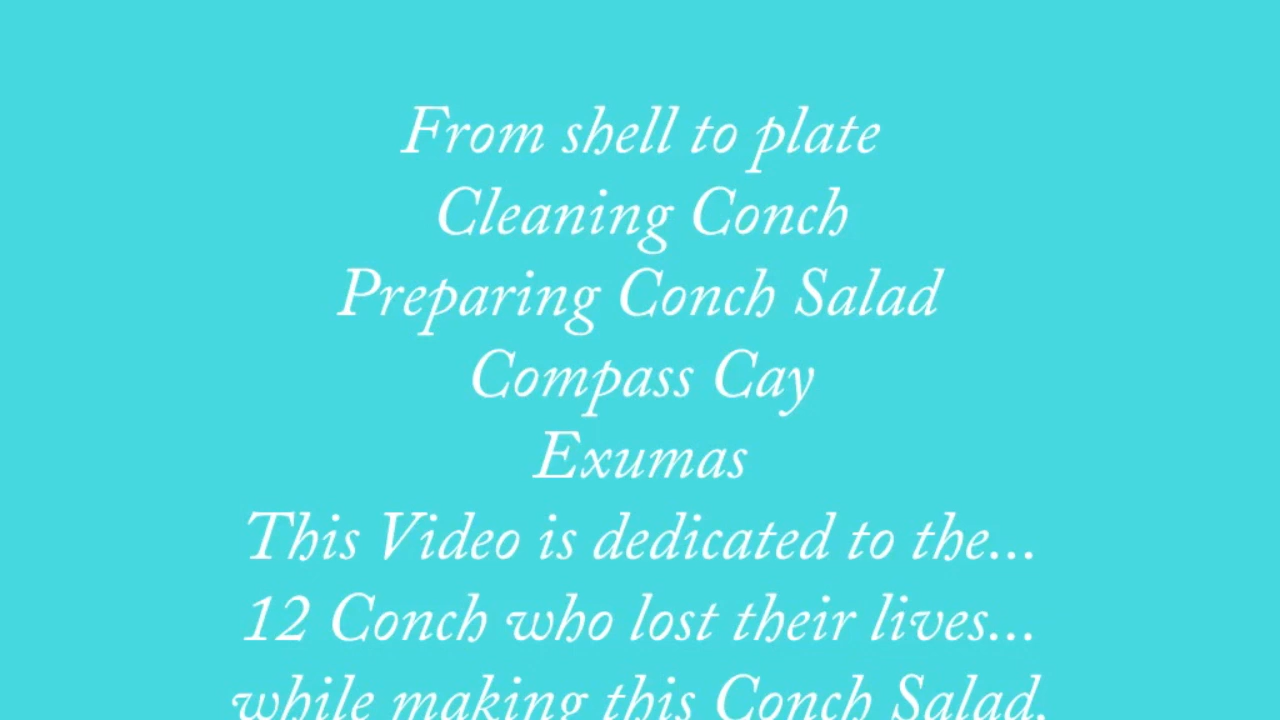 From shell to plate
Cleaning Conch
Preparing Conch Salad
Compass Cay
Exumas
This Video is dedicated to the...
12 Conch who lost their lives...
while making this Conch Salad.